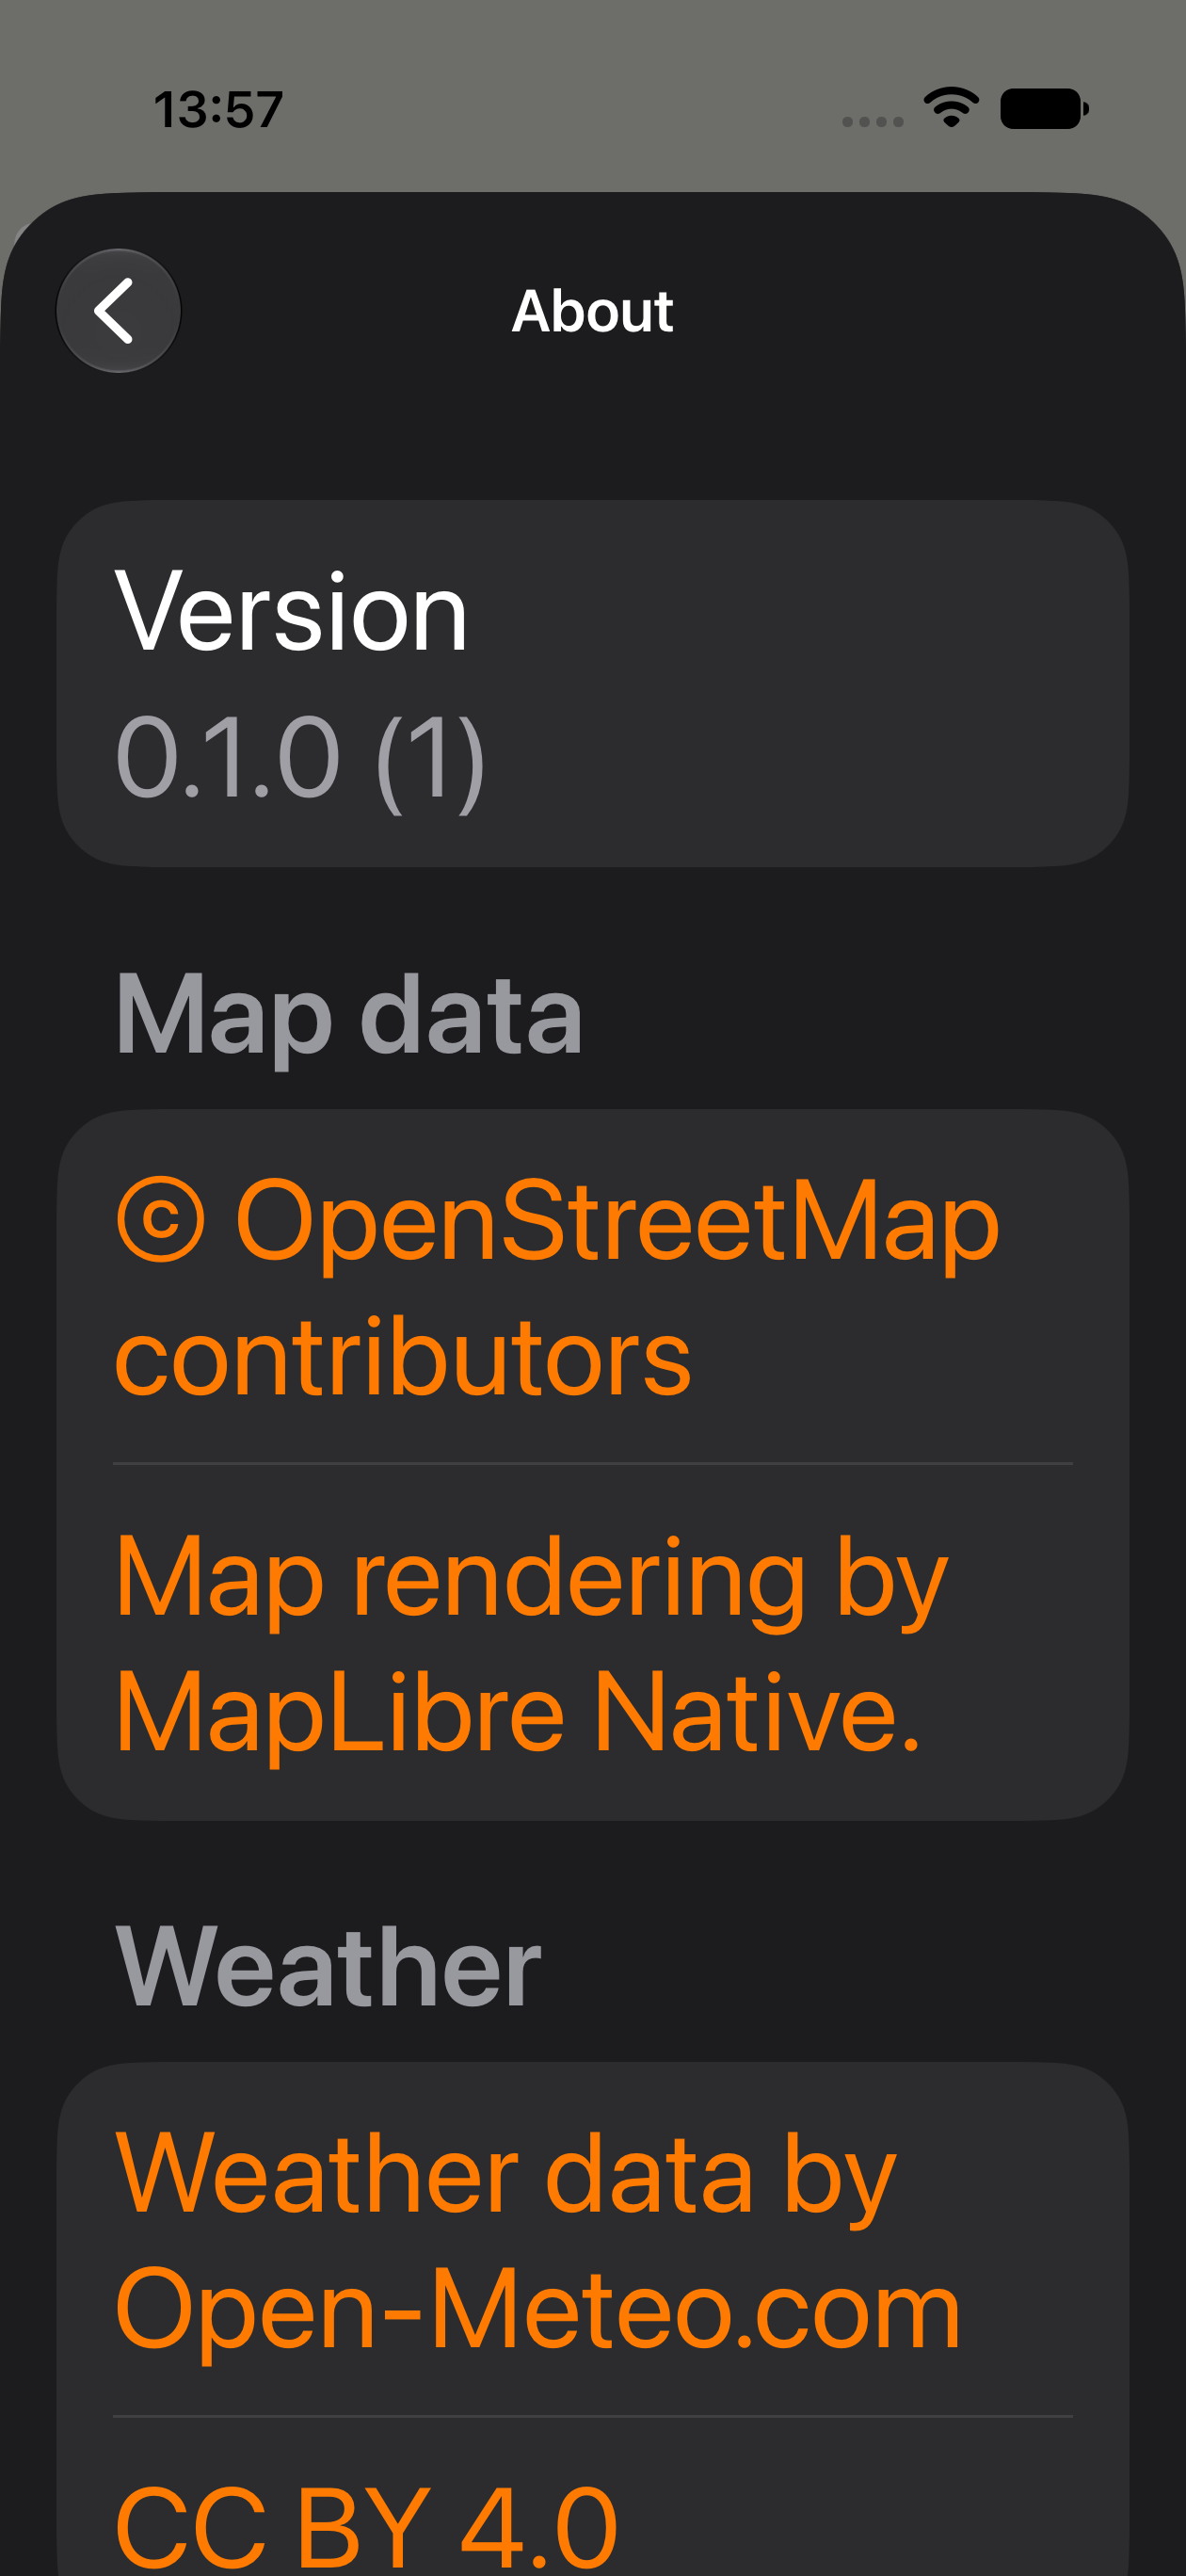 13:57
About
Version
0.1.0 (1)
Map data
© OpenStreetMap
contributors
Map rendering by
MapLibre Native.
Weather
Weather data by
Open-Meteo.com
CC BY 4.0